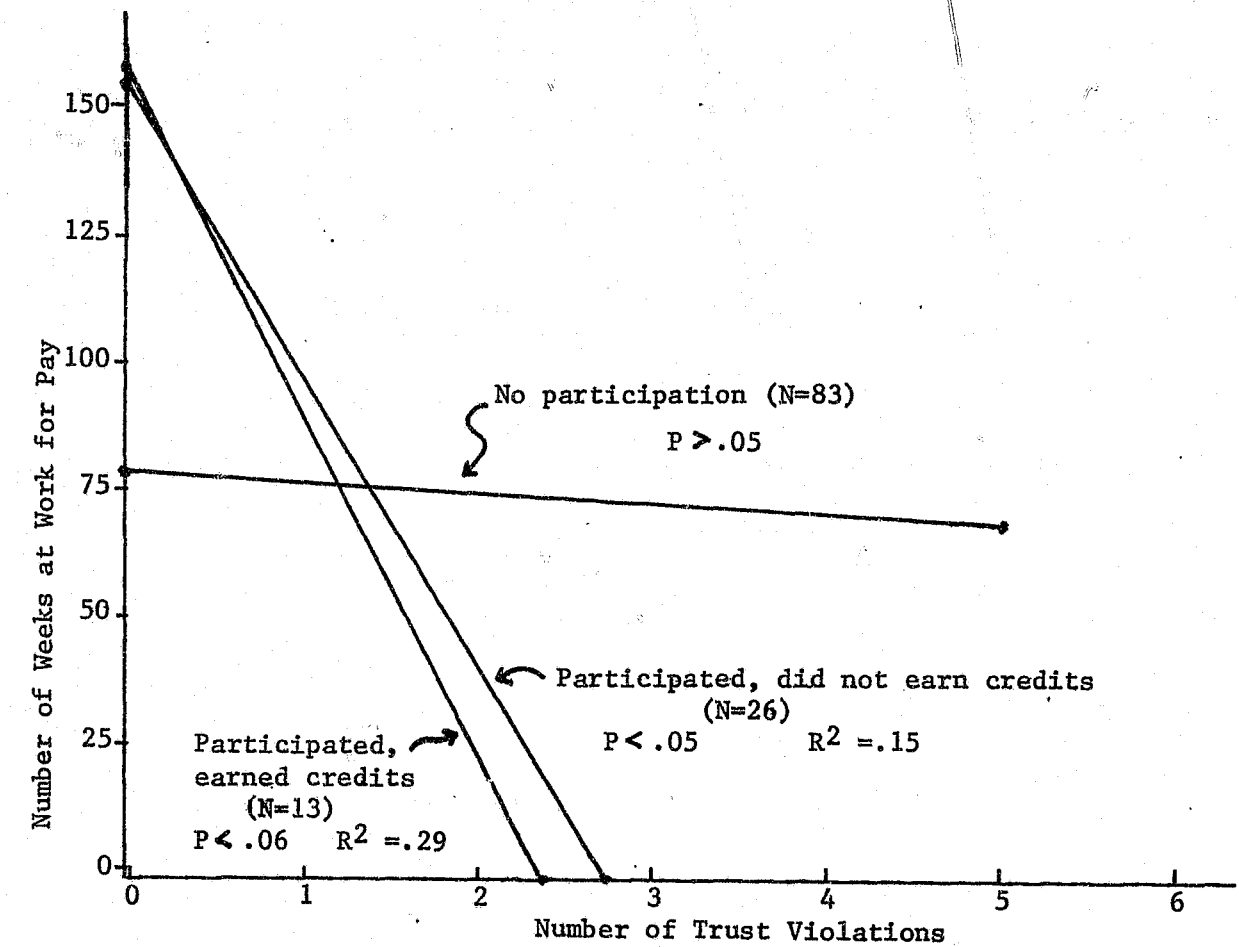 150
125
100
75
50
25
0
Number of Weeks at Work for Pay
No participation (N=83)
P > .05
Participated, did not earn credits
(N=26)
P < .05 R² =.15
Participated,
earned credits
(N=13)
P < .06 R² =.29
0 1 2 3 4 5 6
Number of Trust Violations